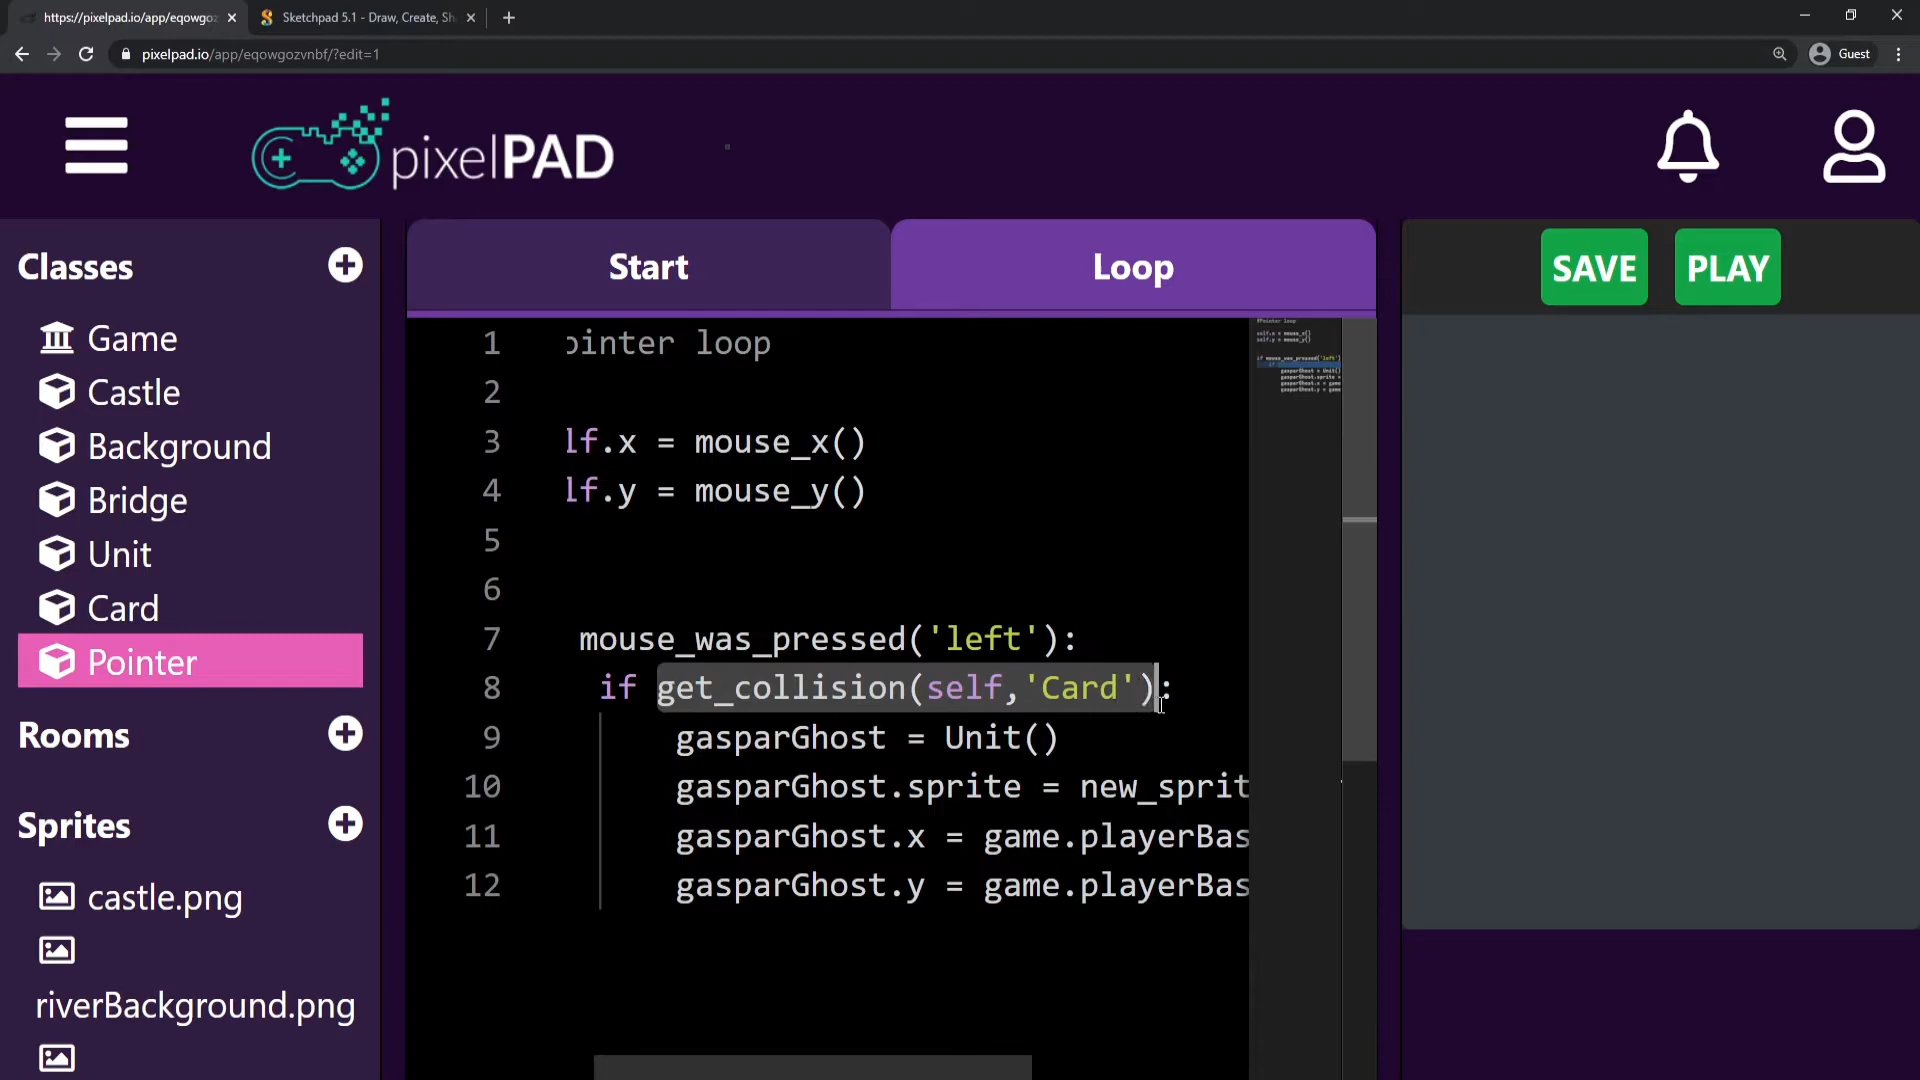 https://pixelpad.io/app/eqowgoz
Sketchpad 5.1 - Draw, Create, Sh
pixelpad.io/app/eqowgozvnbf/?edit=1
Guest
pixelPAD
Classes
Game
Castle
Background
Bridge
Unit
Card
Pointer
Rooms
Sprites
castle.png
riverBackground.png
Start
Loop
SAVE
PLAY
1 ointer loop
2
3 lf.x = mouse_x()
4 lf.y = mouse_y()
5
6
7 mouse_was_pressed('left'):
8 if get_collision(self,'Card'):
9 gasparGhost = Unit()
10 gasparGhost.sprite = new_sprit
11 gasparGhost.x = game.playerBas
12 gasparGhost.y = game.playerBas